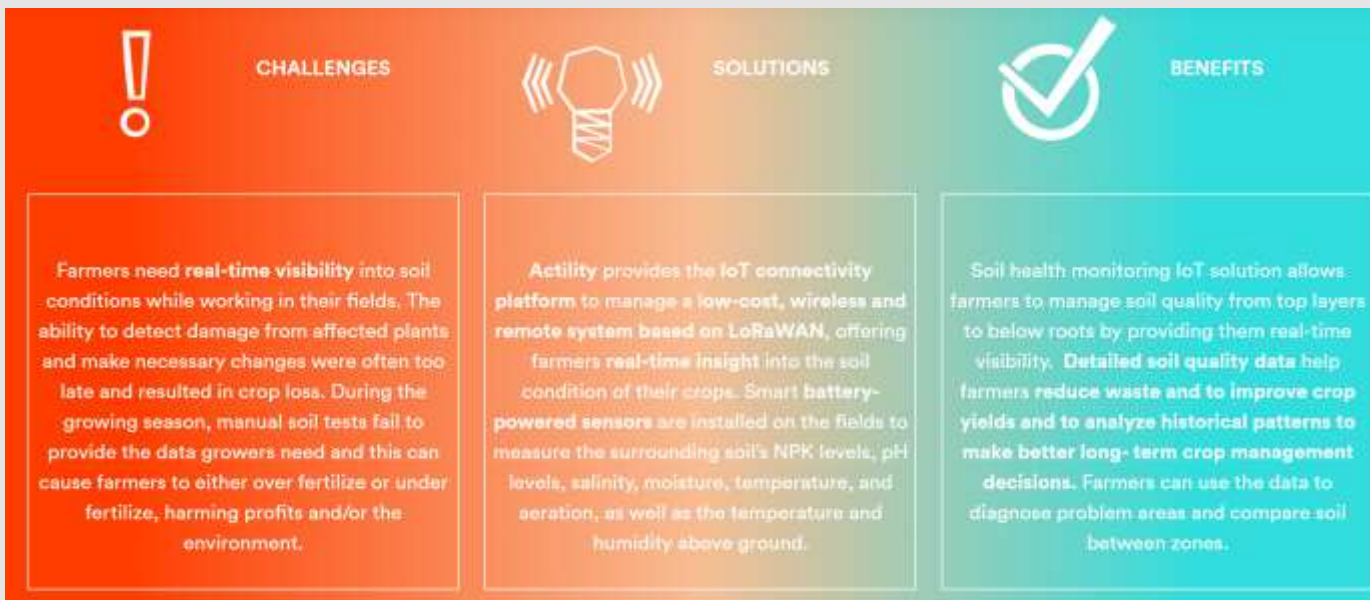 CHALLENGES
Farmers need real-time visibility into soil
conditions while working in their fields. The
ability to detect damage from affected plants
and make necessary changes were often too
late and resulted in crop loss. During the
growing season, manual soil tests fail to
provide the data growers need and this can
cause farmers to either over fertilize or under
fertilize, harming profits and/or the
environment.
SOLUTIONS
Actility provides the IoT connectivity
platform to manage a low-cost, wireless and
remote system based on LoRaWAN, offering
farmers real-time insight into the soil
condition of their crops. Smart battery-
powered sensors are installed on the fields to
measure the surrounding soil's NPK levels, pH
levels, salinity, moisture, temperature, and
aeration, as well as the temperature and
humidity above ground.
BENEFITS
Soil health monitoring IoT solution allows
farmers to manage soil quality from top layers
to below roots by providing them real-time
visibility. Detailed soil quality data help
farmers reduce waste and to improve crop
yields and to analyze historical patterns to
make better long- term crop management
decisions. Farmers can use the data to
diagnose problem areas and compare soil
between zones.